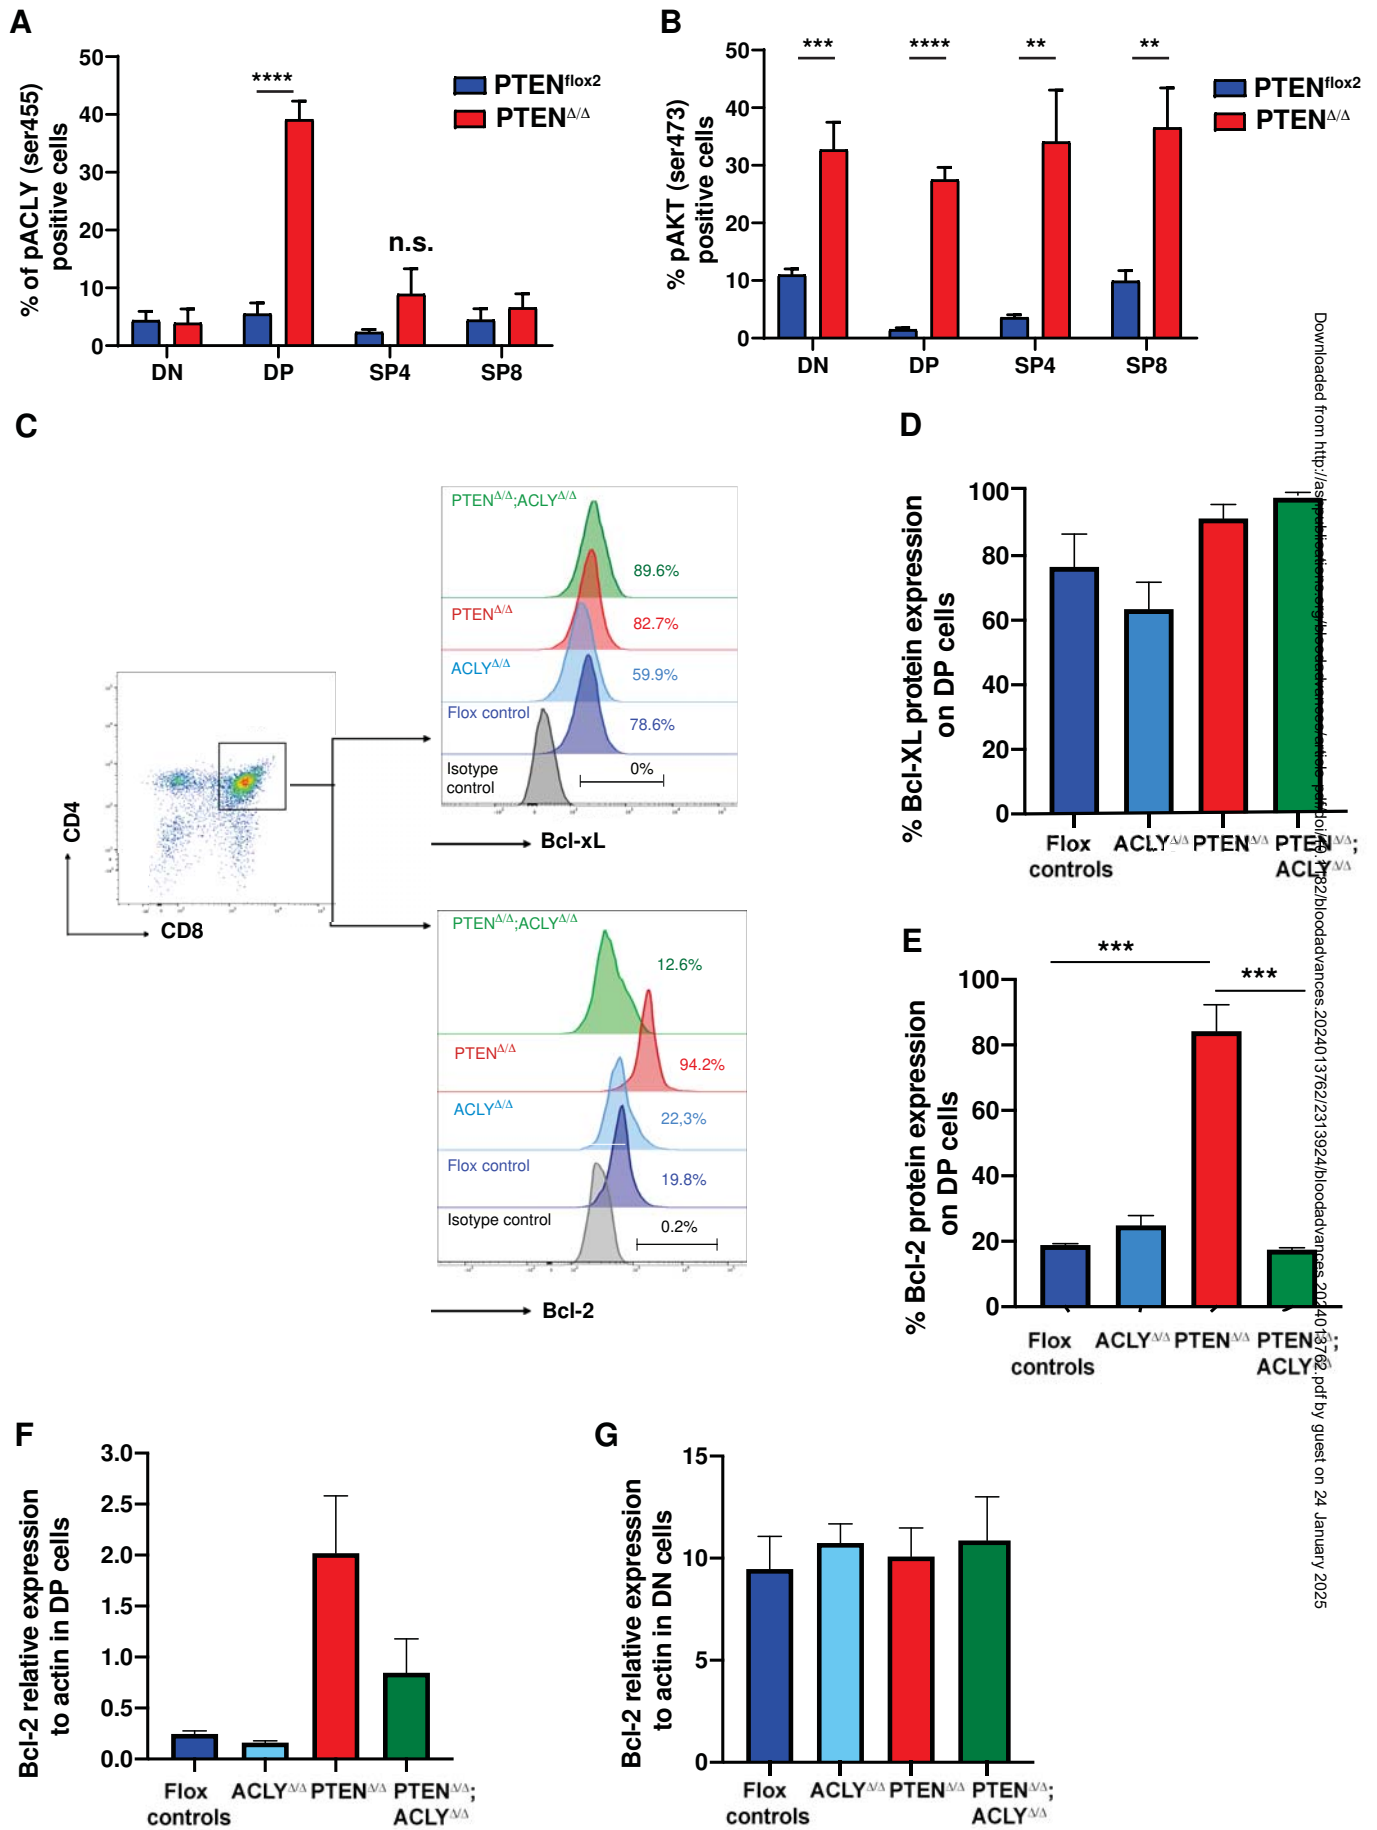 A
50
40
30
20
10
0
% of pACLY (ser455)
positive cells
****
n.s.
DN
DP
SP4
SP8
PTENflox2
PTENΔ/Δ
B
50
40
30
20
10
0
% pAKT (ser473)
positive cells
***
****
**
**
DN
DP
SP4
SP8
PTENflox2
PTENΔ/Δ
C
CD4
CD8
PTENΔ/Δ;ACLYΔ/Δ
89.6%
PTENΔ/Δ
82.7%
ACLYΔ/Δ
59.9%
Flox control
78.6%
Isotype
control
0%
Bcl-xL
PTENΔ/Δ;ACLYΔ/Δ
12.6%
PTENΔ/Δ
94.2%
ACLYΔ/Δ
22,3%
Flox control
19.8%
Isotype control
0.2%
Bcl-2
D
100
80
60
40
20
0
% Bcl-XL protein expression
on DP cells
Flox
controls
ACLYΔ/Δ
PTENΔ/Δ
PTENΔ/Δ;
ACLYΔ/Δ
E
100
80
60
40
20
0
% Bcl-2 protein expression
on DP cells
***
***
Flox
controls
ACLYΔ/Δ
PTENΔ/Δ
PTENΔ/Δ;
ACLYΔ/Δ
F
3.0
2.5
2.0
1.5
1.0
0.5
0.0
Bcl-2 relative expression
to actin in DP cells
Flox
controls
ACLYΔ/Δ
PTENΔ/Δ
PTENΔ/Δ;
ACLYΔ/Δ
G
15
10
5
0
Bcl-2 relative expression
to actin in DN cells
Flox
controls
ACLYΔ/Δ
PTENΔ/Δ
PTENΔ/Δ;
ACLYΔ/Δ
Downloaded from http://ashpublications.org/bloodadvances/article-pdf/doi/10.1182/bloodadvances.2024013762/2313924/bloodadvances.2024013762.pdf by guest on 24 January 2025